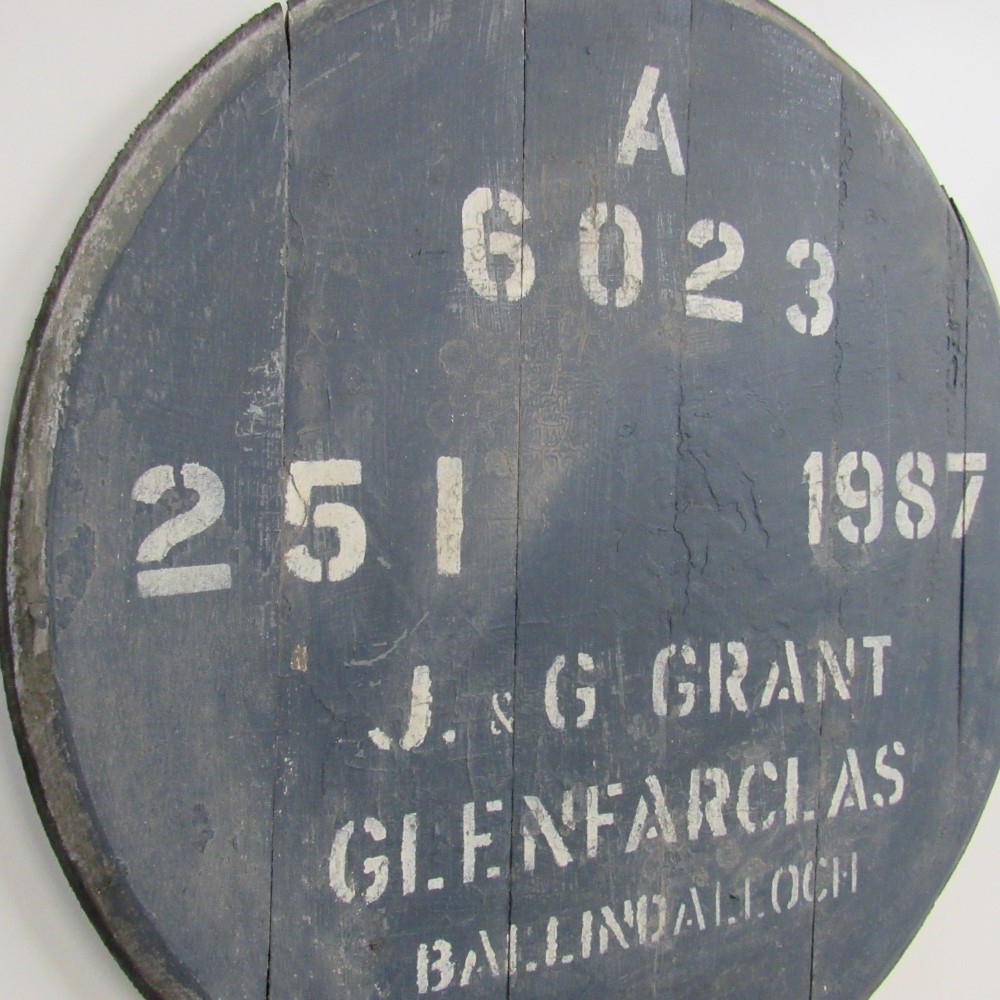 A
6023
251 1987
J. & G GRANT
GLENFARCLAS
BALLINDALLOCH